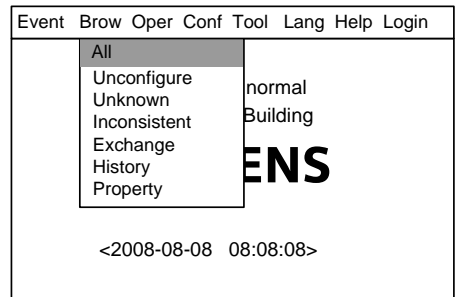 Event Brow Oper Conf Tool Lang Help Login
All
Unconfigure
Unknown
Inconsistent
Exchange
History
Property
normal
Building
ENS
<2008-08-08 08:08:08>